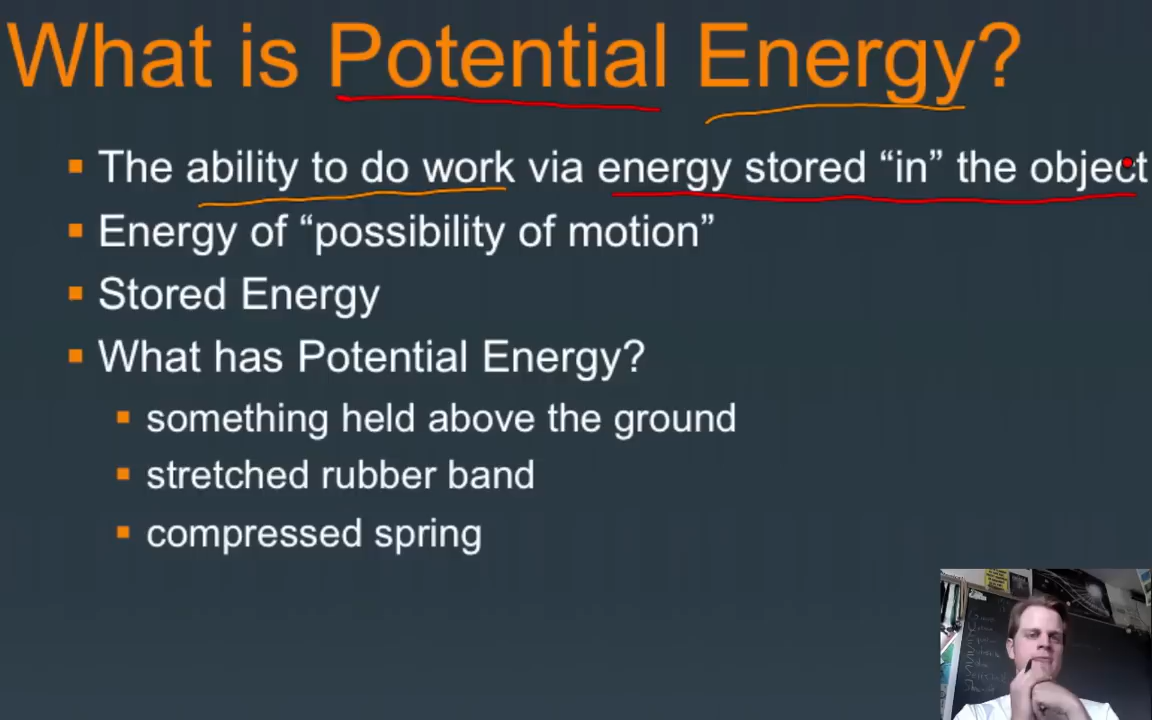 What is Potential Energy?
▪ The ability to do work via energy stored “in” the object
▪ Energy of “possibility of motion”
▪ Stored Energy
▪ What has Potential Energy?
▪ something held above the ground
▪ stretched rubber band
▪ compressed spring